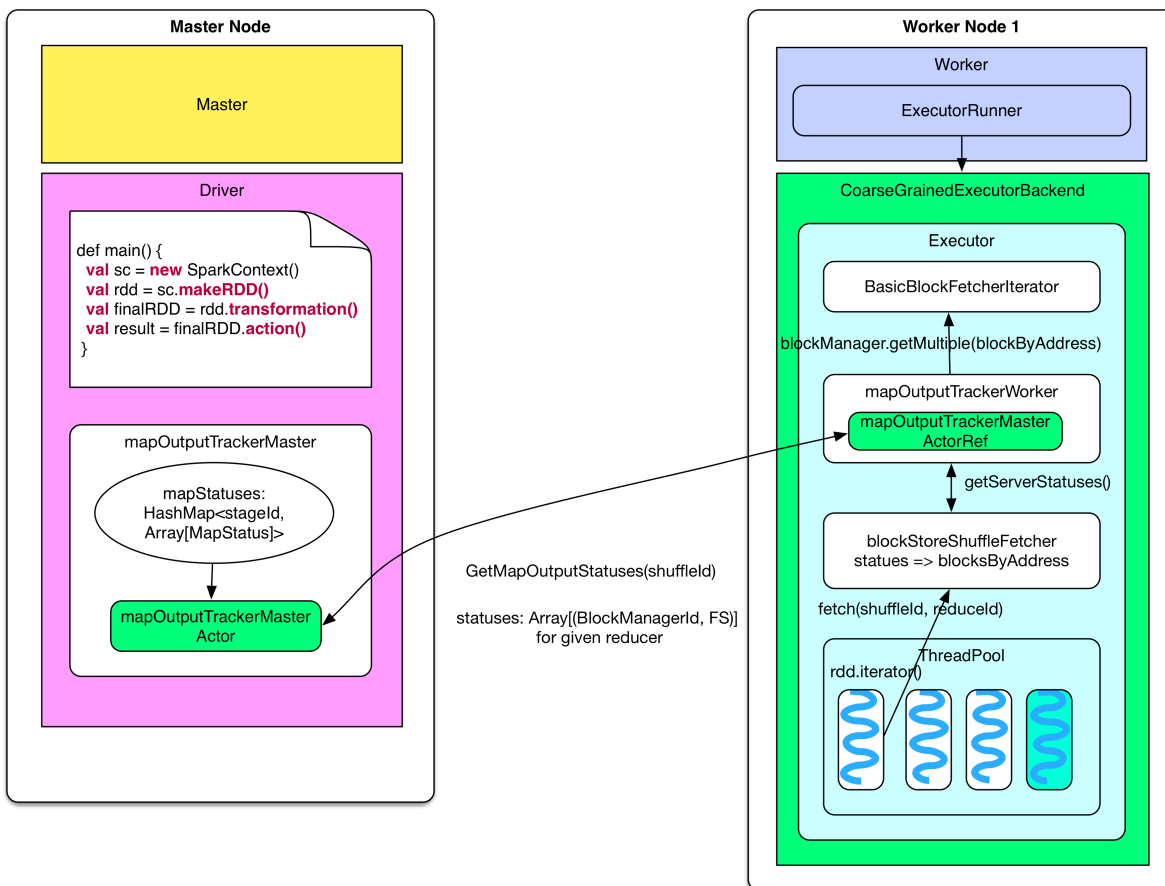 Master Node
Master
Driver
def main() {
val sc = new SparkContext()
val rdd = sc.makeRDD()
val finalRDD = rdd.transformation()
val result = finalRDD.action()
}
mapOutputTrackerMaster
mapStatuses:
HashMap<stageId,
Array[MapStatus]>
mapOutputTrackerMaster
Actor
GetMapOutputStatuses(shuffleId)
statuses: Array[(BlockManagerId, FS)]
for given reducer
Worker Node 1
Worker
ExecutorRunner
CoarseGrainedExecutorBackend
Executor
BasicBlockFetcherIterator
blockManager.getMultiple(blockByAddress)
mapOutputTrackerWorker
mapOutputTrackerMaster
ActorRef
getServerStatuses()
blockStoreShuffleFetcher
statues => blocksByAddress
fetch(shuffleId, reduceId)
ThreadPool
rdd.iterator()